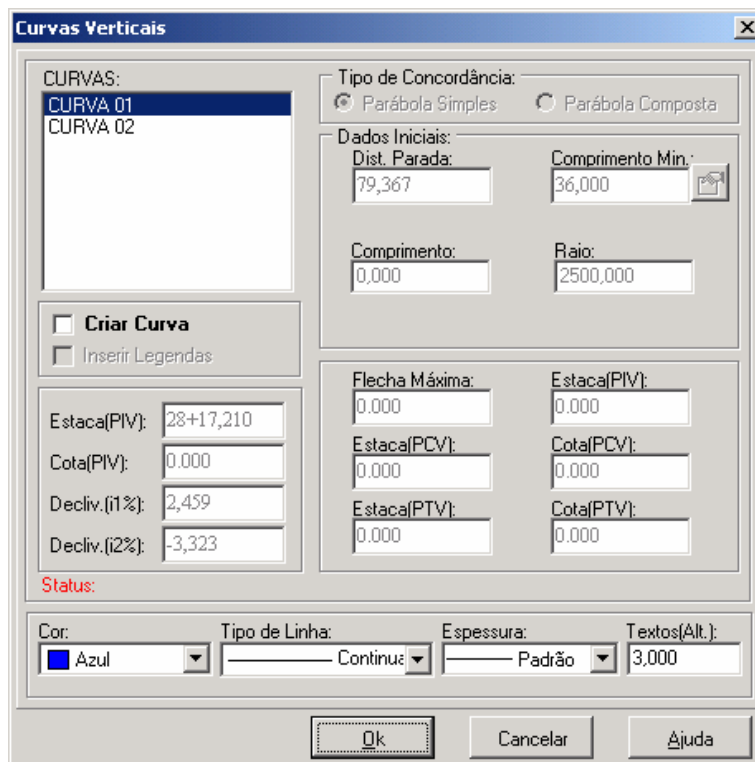 Curvas Verticais
CURVAS:
CURVA 01
CURVA 02
Criar Curva
Inserir Legendas
Estaca(PIV): 28+17,210
Cota(PIV): 0.000
Decliv.(i1%): 2,459
Decliv.(i2%): -3,323
Status:
Tipo de Concordância:
Parábola Simples Parábola Composta
Dados Iniciais:
Dist. Parada: Comprimento Min.:
79,367 36,000
Comprimento: Raio:
0,000 2500,000
Flecha Máxima: Estaca(PIV):
0.000 0.000
Estaca(PCV): Cota(PCV):
0.000 0.000
Estaca(PTV): Cota(PTV):
0.000 0.000
Cor: Tipo de Linha: Espessura: Textos(Alt.):
Azul Continua Padrão 3,000
Ok Cancelar Ajuda